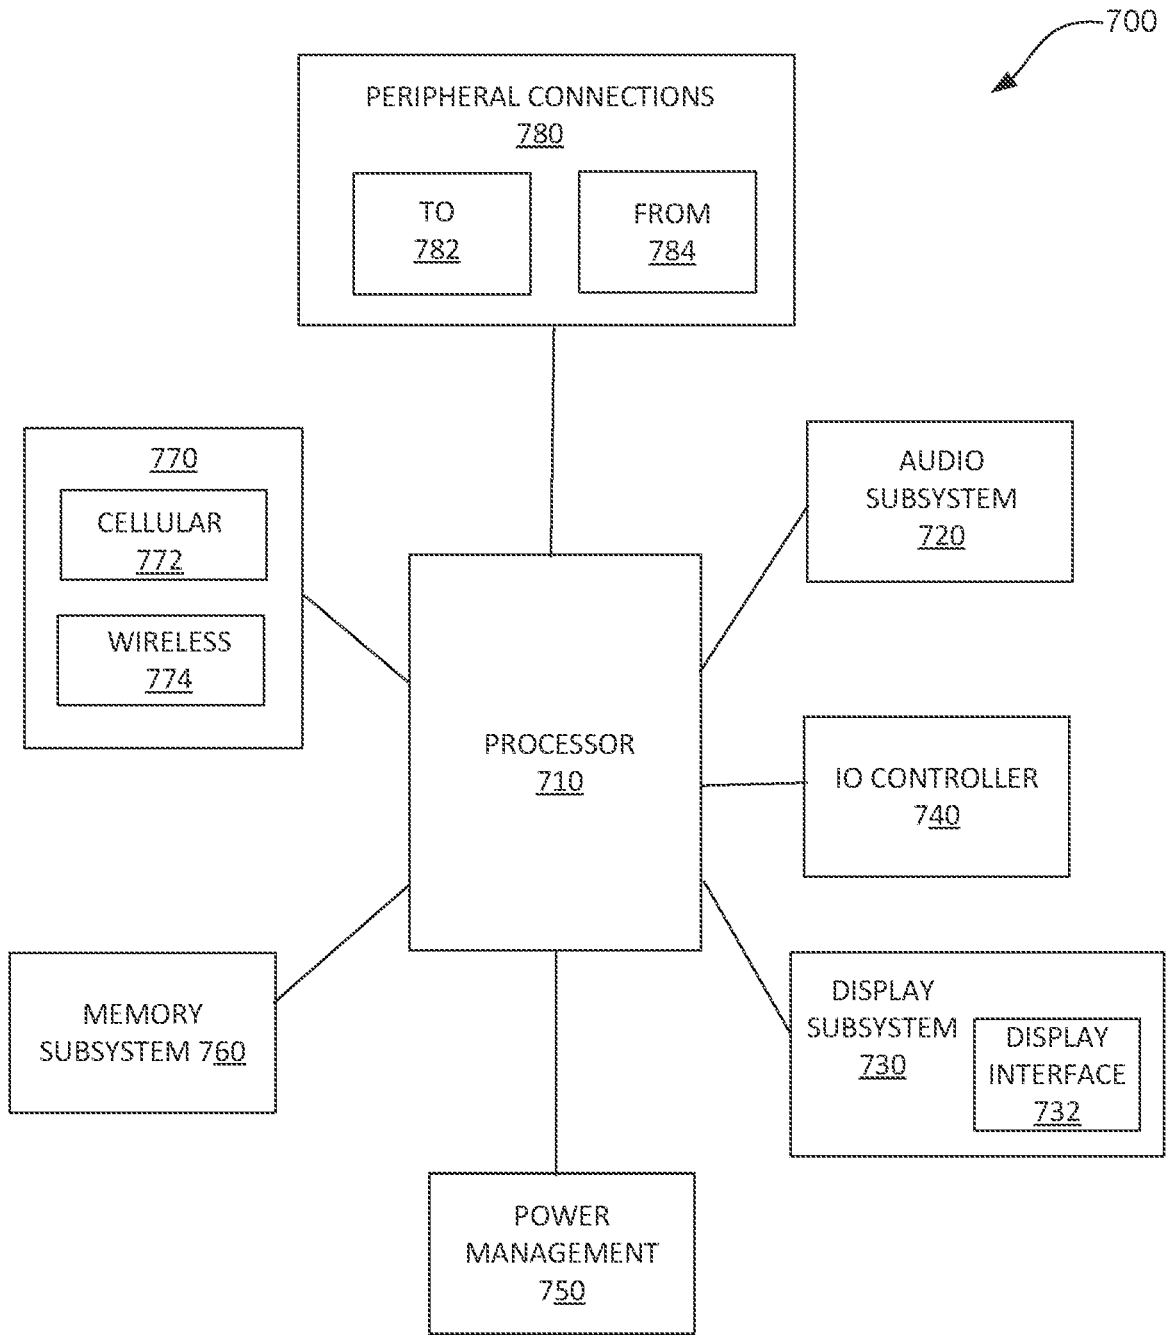 700
PERIPHERAL CONNECTIONS
780
TO
782
FROM
784
770
CELLULAR
772
WIRELESS
774
AUDIO
SUBSYSTEM
720
PROCESSOR
710
IO CONTROLLER
740
MEMORY
SUBSYSTEM 760
DISPLAY
SUBSYSTEM
730
DISPLAY
INTERFACE
732
POWER
MANAGEMENT
750